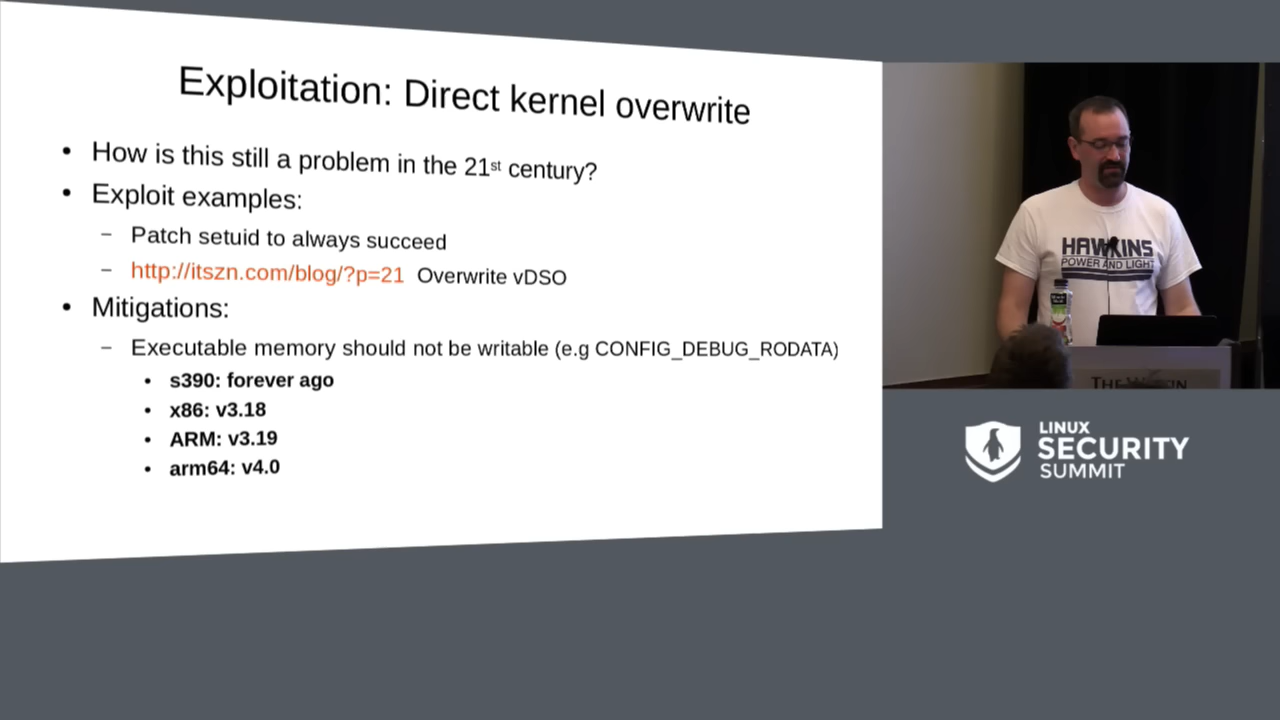 Exploitation: Direct kernel overwrite
• How is this still a problem in the 21st century?
• Exploit examples:
– Patch setuid to always succeed
– http://itszn.com/blog/?p=21 Overwrite vDSO
• Mitigations:
– Executable memory should not be writable (e.g CONFIG_DEBUG_RODATA)
• s390: forever ago
• x86: v3.18
• ARM: v3.19
• arm64: v4.0
HAWKINS
POWER AND LIGHT
THE
LINUX
SECURITY
SUMMIT